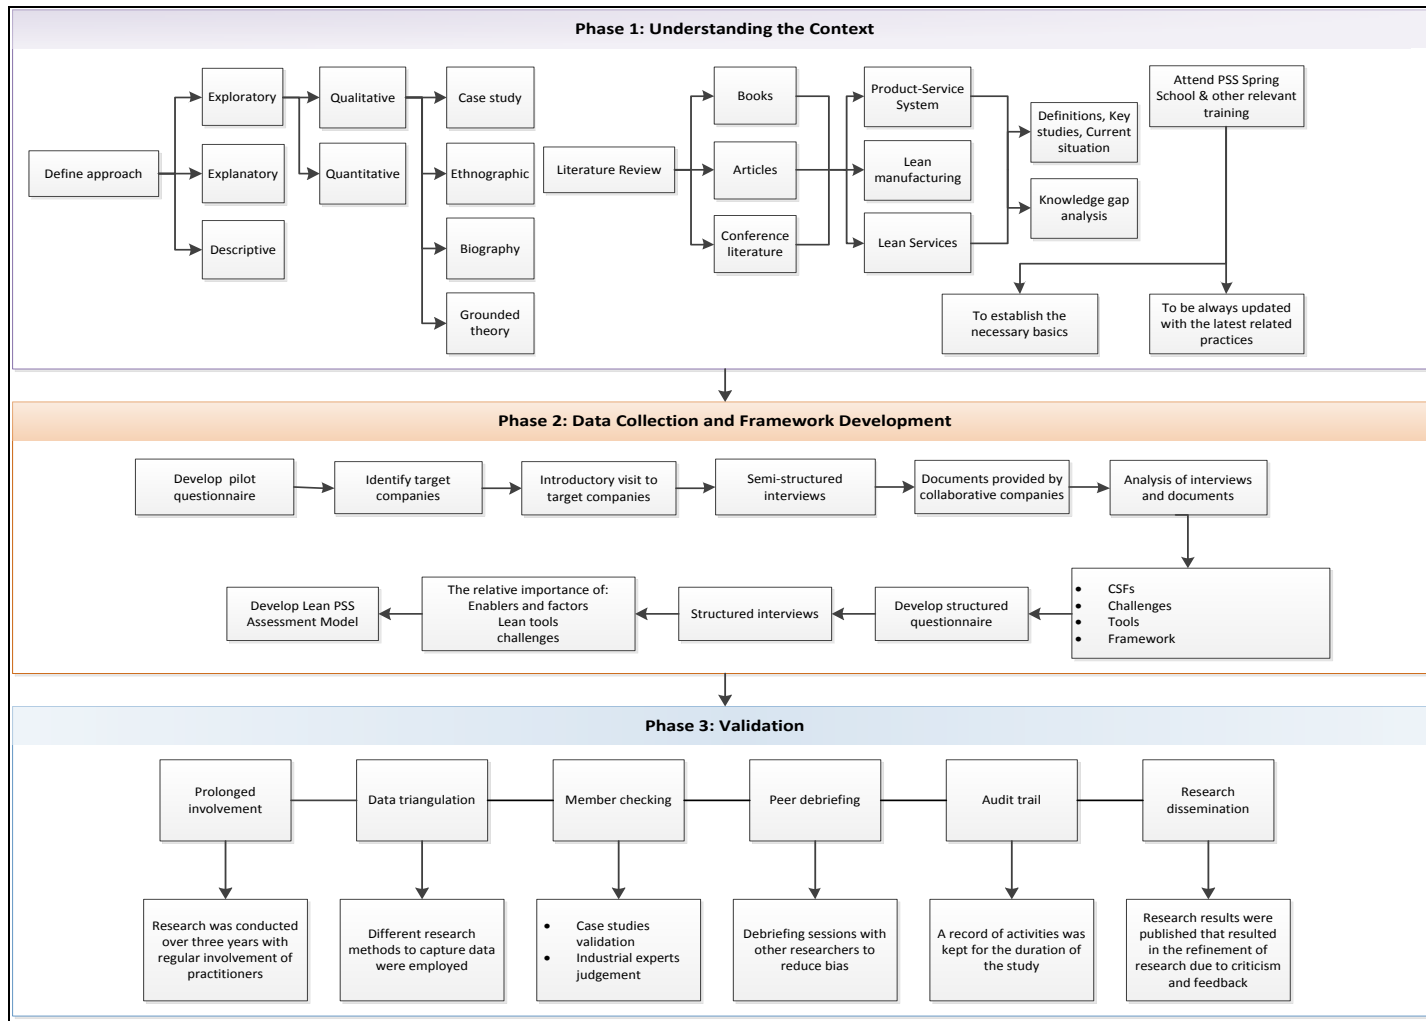 Phase 1: Understanding the Context
Define approach
Exploratory
Explanatory
Descriptive
Qualitative
Quantitative
Case study
Ethnographic
Biography
Grounded
theory
Literature Review
Books
Articles
Conference
literature
Product-Service
System
Lean
manufacturing
Lean Services
Definitions, Key
studies, Current
situation
Knowledge gap
analysis
Attend PSS Spring
School & other relevant
training
To establish the
necessary basics
To be always updated
with the latest related
practices
Phase 2: Data Collection and Framework Development
Develop pilot
questionnaire
Identify target
companies
Introductory visit to
target companies
Semi-structured
interviews
Documents provided by
collaborative companies
Analysis of interviews
and documents
• CSFs
• Challenges
• Tools
• Framework
Develop structured
questionnaire
Structured interviews
The relative importance of:
Enablers and factors
Lean tools
challenges
Develop Lean PSS
Assessment Model
Phase 3: Validation
Prolonged
involvement
Data triangulation
Member checking
Peer debriefing
Audit trail
Research
dissemination
Research was conducted
over three years with
regular involvement of
practitioners
Different research
methods to capture data
were employed
• Case studies
validation
• Industrial experts
judgement
Debriefing sessions with
other researchers to
reduce bias
A record of activities was
kept for the duration of
the study
Research results were
published that resulted
in the refinement of
research due to criticism
and feedback